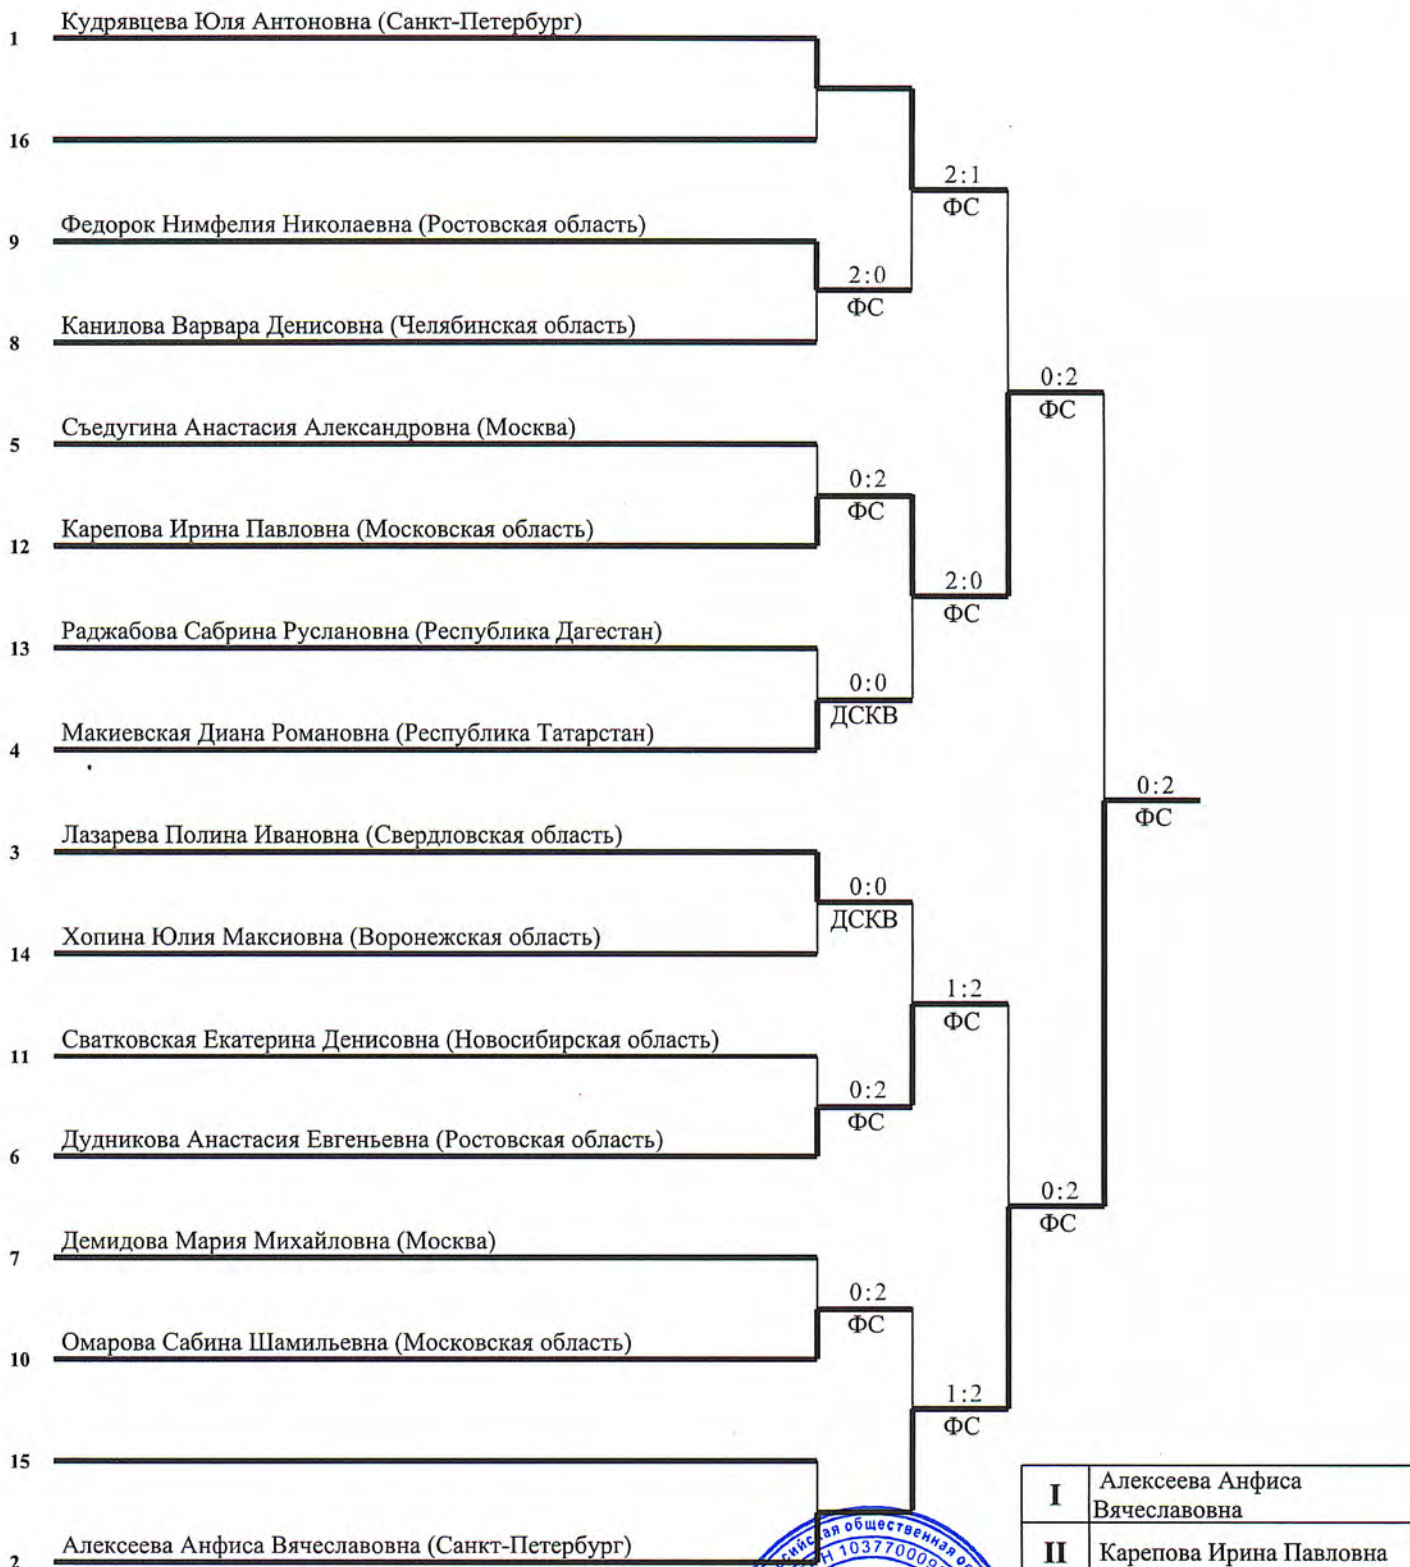 Кудрявцева Юля Антоновна (Санкт-Петербург)
1
16
2:1
ФС
Федорок Нимфелия Николаевна (Ростовская область)
9
2:0
ФС
Канилова Варвара Денисовна (Челябинская область)
8
0:2
ФС
Съедугина Анастасия Александровна (Москва)
5
0:2
ФС
Карепова Ирина Павловна (Московская область)
12
2:0
ФС
Раджабова Сабрина Руслановна (Республика Дагестан)
13
0:0
ДСКВ
Макиевская Диана Романовна (Республика Татарстан)
4
0:2
ФС
Лазарева Полина Ивановна (Свердловская область)
3
0:0
ДСКВ
Хопина Юлия Максиовна (Воронежская область)
14
1:2
ФС
Сватковская Екатерина Денисовна (Новосибирская область)
11
0:2
ФС
Дудникова Анастасия Евгеньевна (Ростовская область)
6
0:2
ФС
Демидова Мария Михайловна (Москва)
7
0:2
ФС
Омарова Сабина Шамильевна (Московская область)
10
1:2
ФС
15
Алексеева Анфиса Вячеславовна (Санкт-Петербург)
2
общественная
I
Алексеева Анфиса
Вячеславовна
II
Карепова Ирина Павловна